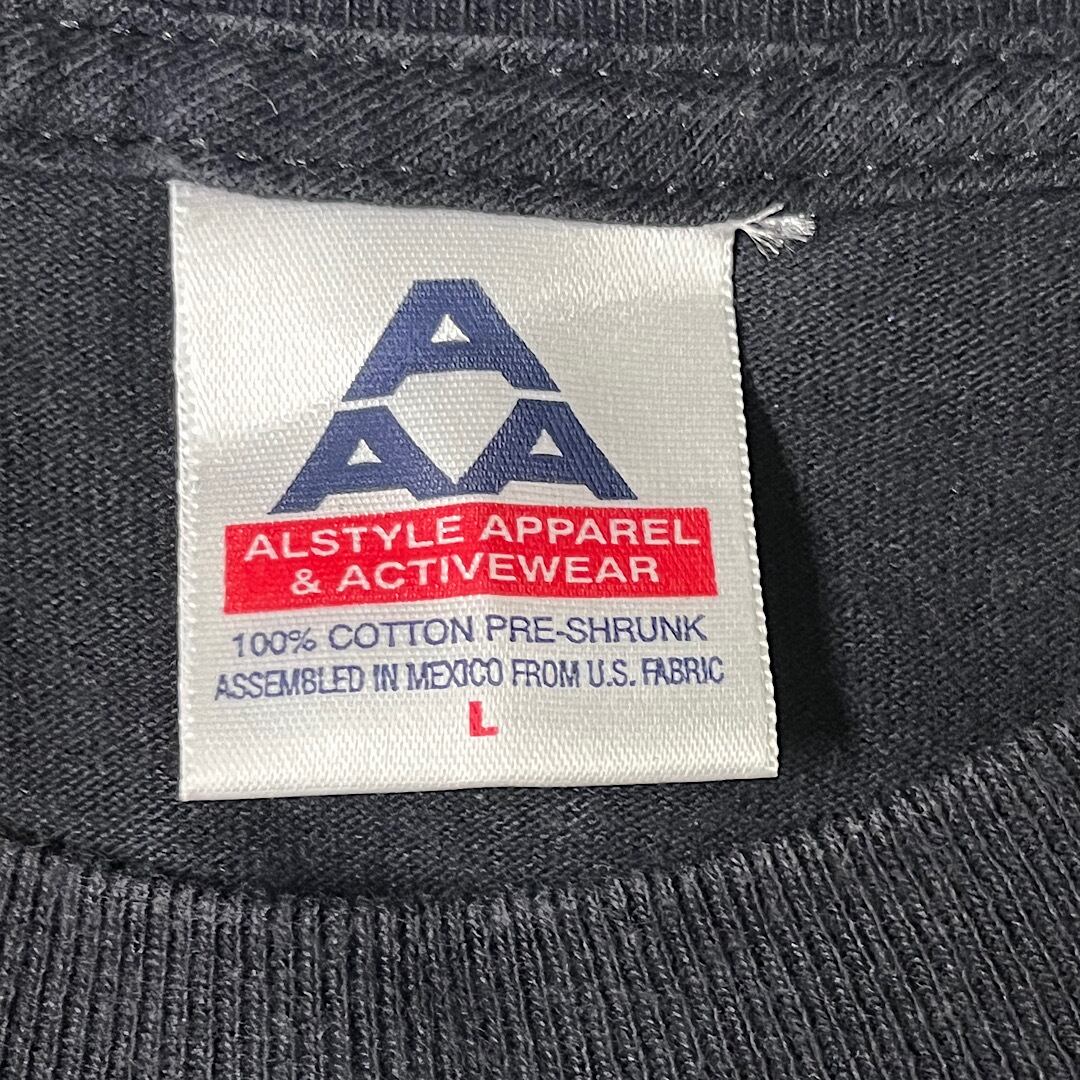 A
A A
ALSTYLE APPAREL
& ACTIVEWEAR
100% COTTON PRE-SHRUNK
ASSEMBLED IN MEXICO FROM U.S. FABRIC
L